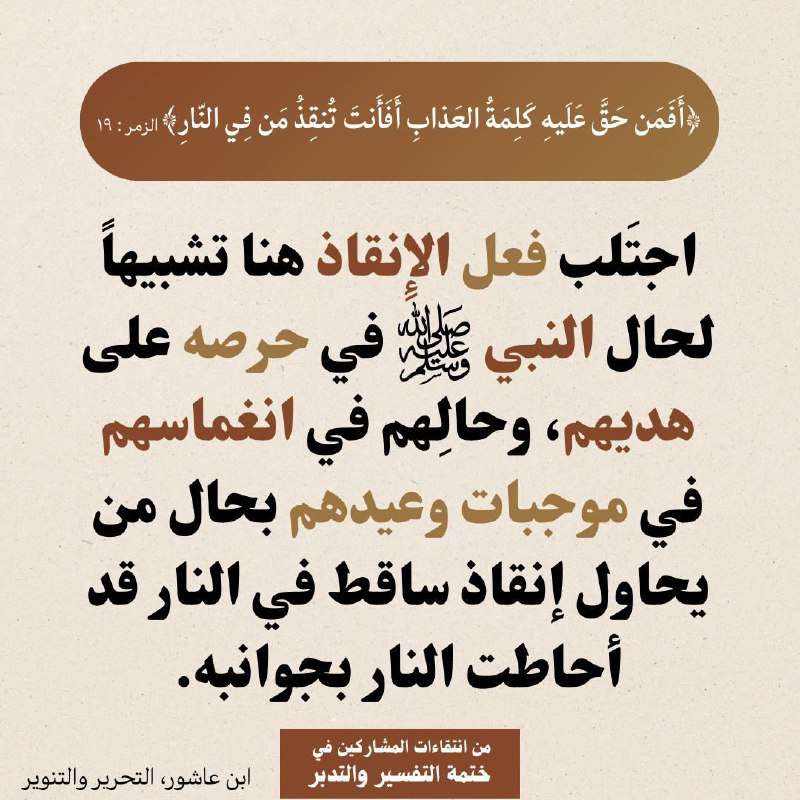 ﴿أَفَمَن حَقَّ عَلَيهِ كَلِمَةُ العَذابِ أَفَأَنتَ تُنقِذُ مَن فِي النّارِ﴾ الزمر: ١٩
اجتَلب فعل الإِنقاذ هنا تشبيهاً
لحال النبي ﷺ في حرصه على
هديهم، وحالِهم في انغماسهم
في موجبات وعيدهم بحال من
يحاول إنقاذ ساقط في النار قد
أحاطت النار بجوانبه.
من انتقاءات المشاركين في
ختمة التفسير والتدبر
ابن عاشور، التحرير والتنوير